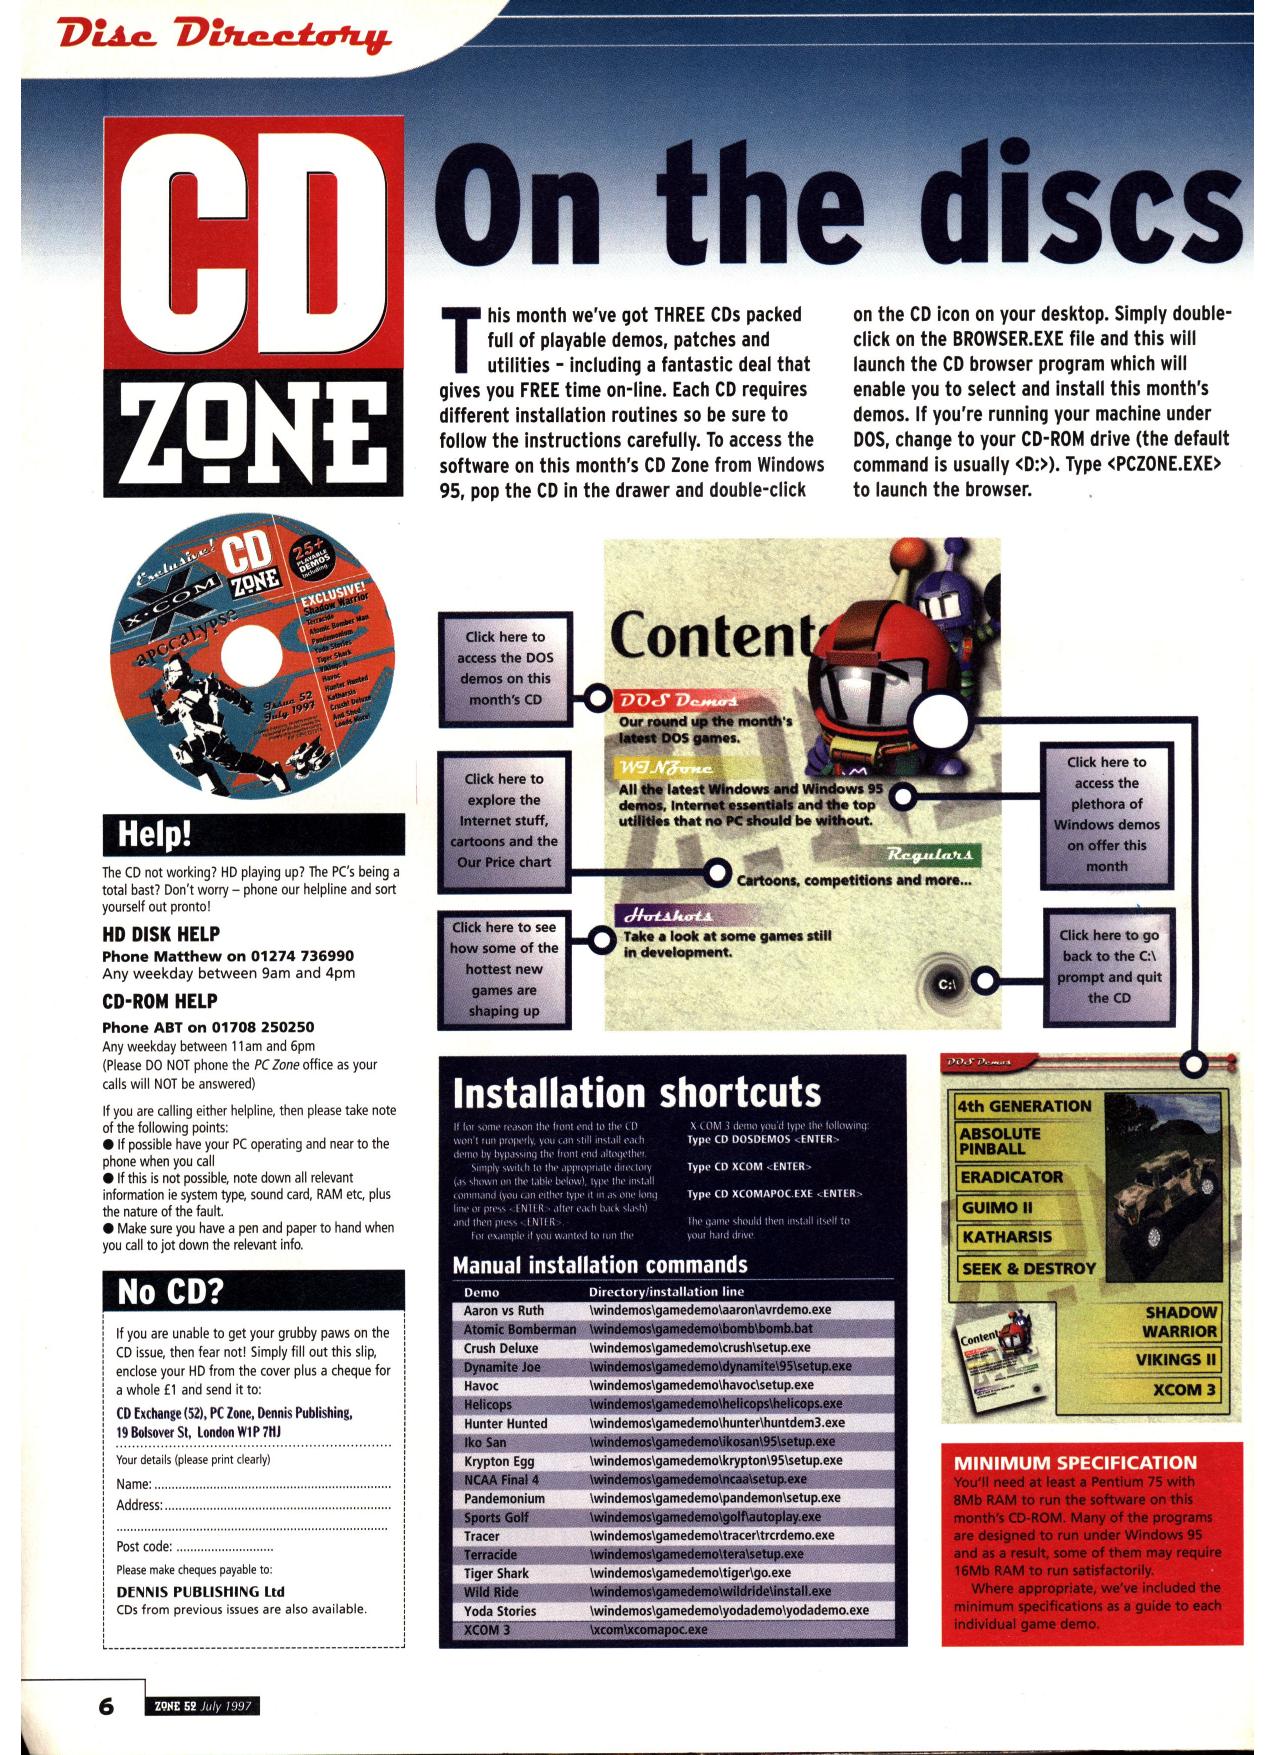 Disc Directory
CD
ZONE
On the discs
This month we've got THREE CDs packed
full of playable demos, patches and
utilities – including a fantastic deal that
gives you FREE time on-line. Each CD requires
different installation routines so be sure to
follow the instructions carefully. To access the
software on this month's CD Zone from Windows
95, pop the CD in the drawer and double-click
on the CD icon on your desktop. Simply double-
click on the BROWSER.EXE file and this will
launch the CD browser program which will
enable you to select and install this month's
demos. If you're running your machine under
DOS, change to your CD-ROM drive (the default
command is usually <D:>). Type <PCZONE.EXE>
to launch the browser.
Exclusive!
X-COM
apocalypse
CD
ZONE
25+
PLAYABLE
DEMOS
Including...
EXCLUSIVE!
Shadow Warrior
Terracide
Atomic Bomber Man
Pandemonium
Yoda Stories
Tiger Shark
Vikings II
Havoc
Hunter Hunted
Katharsis
Crush! Deluxe
And Shed
Loads More!
Issue 52
July 1997
Help!
The CD not working? HD playing up? The PC's being a
total bast? Don't worry – phone our helpline and sort
yourself out pronto!
HD DISK HELP
Phone Matthew on 01274 736990
Any weekday between 9am and 4pm
CD-ROM HELP
Phone ABT on 01708 250250
Any weekday between 11am and 6pm
(Please DO NOT phone the PC Zone office as your
calls will NOT be answered)
If you are calling either helpline, then please take note
of the following points:
● If possible have your PC operating and near to the
phone when you call
● If this is not possible, note down all relevant
information ie system type, sound card, RAM etc, plus
the nature of the fault.
● Make sure you have a pen and paper to hand when
you call to jot down the relevant info.
No CD?
If you are unable to get your grubby paws on the
CD issue, then fear not! Simply fill out this slip,
enclose your HD from the cover plus a cheque for
a whole £1 and send it to:
CD Exchange (52), PC Zone, Dennis Publishing,
19 Bolsover St, London W1P 7HJ
Your details (please print clearly)
Name:
Address:
Post code:
Please make cheques payable to:
DENNIS PUBLISHING Ltd
CDs from previous issues are also available.
Click here to
access the DOS
demos on this
month's CD
Click here to
explore the
Internet stuff,
cartoons and the
Our Price chart
Click here to see
how some of the
hottest new
games are
shaping up
Contents
DOS Demos
Our round up the month's
latest DOS games.
WINZone
All the latest Windows and Windows 95
demos, Internet essentials and the top
utilities that no PC should be without.
Regulars
Cartoons, competitions and more...
Hotshots
Take a look at some games still
in development.
C:\
Click here to
access the
plethora of
Windows demos
on offer this
month
Click here to go
back to the C:\
prompt and quit
the CD
Installation shortcuts
If for some reason the front end to the CD
won't run properly, you can still install each
demo by bypassing the front end altogether.
Simply switch to the appropriate directory
(as shown on the table below), type the install
command (you can either type it in as one long
line or press <ENTER> after each back slash)
and then press <ENTER>.
For example if you wanted to run the
X-COM 3 demo you'd type the following:
Type CD DOSDEMOS <ENTER>
Type CD XCOM <ENTER>
Type CD XCOMAPOC.EXE <ENTER>
The game should then install itself to
your hard drive.
Manual installation commands
Demo Directory/installation line
Aaron vs Ruth \windemos\gamedemo\aaron\avrdemo.exe
Atomic Bomberman \windemos\gamedemo\bomb\bomb.bat
Crush Deluxe \windemos\gamedemo\crush\setup.exe
Dynamite Joe \windemos\gamedemo\dynamite\95\setup.exe
Havoc \windemos\gamedemo\havoc\setup.exe
Helicops \windemos\gamedemo\helicops\helicops.exe
Hunter Hunted \windemos\gamedemo\hunter\huntdem3.exe
Iko San \windemos\gamedemo\ikosan\95\setup.exe
Krypton Egg \windemos\gamedemo\krypton\95\setup.exe
NCAA Final 4 \windemos\gamedemo\ncaa\setup.exe
Pandemonium \windemos\gamedemo\pandemon\setup.exe
Sports Golf \windemos\gamedemo\golf\autoplay.exe
Tracer \windemos\gamedemo\tracer\trcrdemo.exe
Terracide \windemos\gamedemo\tera\setup.exe
Tiger Shark \windemos\gamedemo\tiger\go.exe
Wild Ride \windemos\gamedemo\wildride\install.exe
Yoda Stories \windemos\gamedemo\yodademo\yodademo.exe
XCOM 3 \xcom\xcomapoc.exe
DOS Demos
4th GENERATION
ABSOLUTE
PINBALL
ERADICATOR
GUIMO II
KATHARSIS
SEEK & DESTROY
SHADOW
WARRIOR
VIKINGS II
XCOM 3
Contents
MINIMUM SPECIFICATION
You'll need at least a Pentium 75 with
8Mb RAM to run the software on this
month's CD-ROM. Many of the programs
are designed to run under Windows 95
and as a result, some of them may require
16Mb RAM to run satisfactorily.
Where appropriate, we've included the
minimum specifications as a guide to each
individual game demo.
6
ZONE 52 July 1997